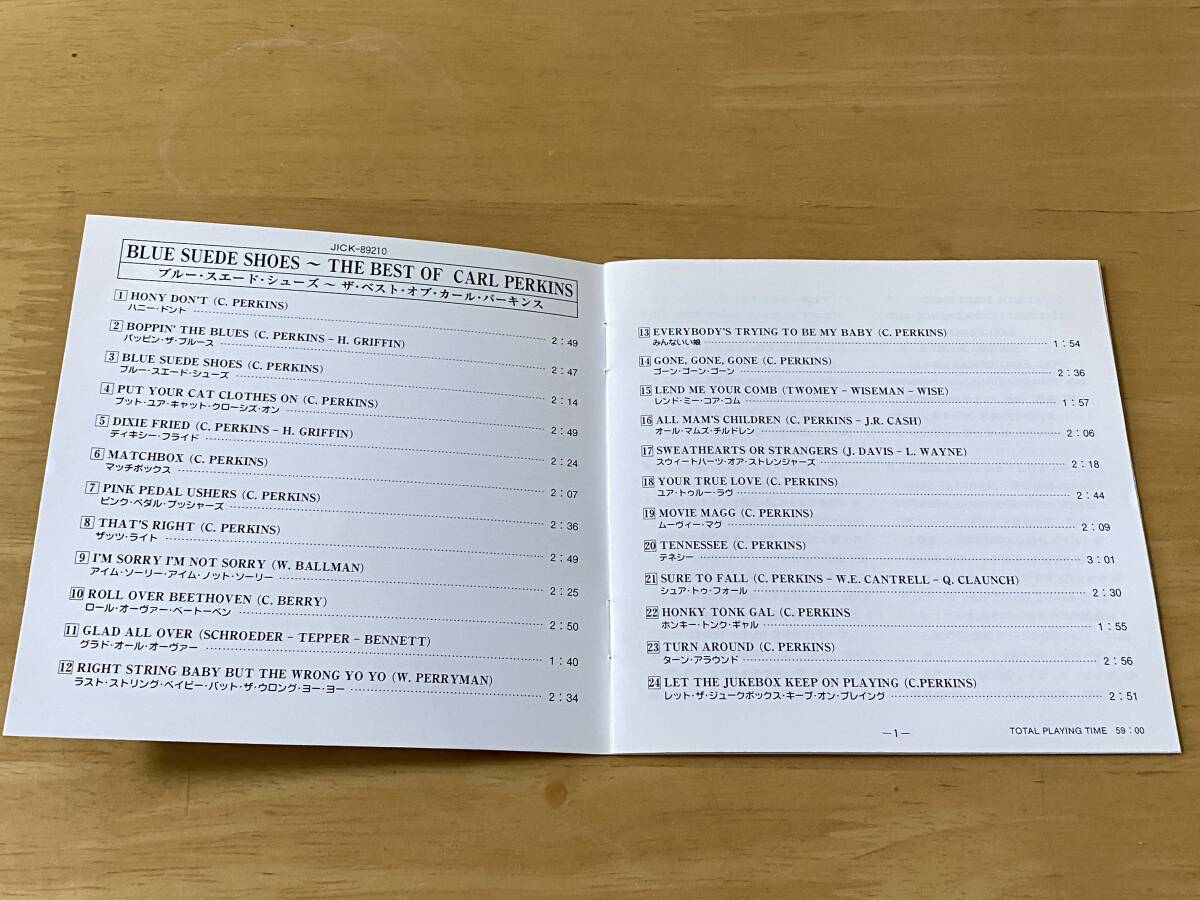 JICK-89210
BLUE SUEDE SHOES ~ THE BEST OF CARL PERKINS
ブルー・スエード・シューズ ~ ザ・ベスト・オブ・カール・パーキンス
1 HONY DON'T (C. PERKINS)
ハニー・ドント 2:49
2 BOPPIN' THE BLUES (C. PERKINS – H. GRIFFIN)
バッピン・ザ・ブルース 2:47
3 BLUE SUEDE SHOES (C. PERKINS)
ブルー・スエード・シューズ 2:14
4 PUT YOUR CAT CLOTHES ON (C. PERKINS)
プット・ユア・キャット・クローシズ・オン 2:49
5 DIXIE FRIED (C. PERKINS – H. GRIFFIN)
ディキシー・フライド 2:24
6 MATCHBOX (C. PERKINS)
マッチボックス 2:07
7 PINK PEDAL USHERS (C. PERKINS)
ピンク・ペダル・プッシャーズ 2:36
8 THAT'S RIGHT (C. PERKINS)
ザッツ・ライト 2:49
9 I'M SORRY I'M NOT SORRY (W. BALLMAN)
アイム・ソーリー・アイム・ノット・ソーリー 2:25
10 ROLL OVER BEETHOVEN (C. BERRY)
ロール・オーヴァー・ベートーベン 2:50
11 GLAD ALL OVER (SCHROEDER – TEPPER – BENNETT)
グラド・オール・オーヴァー 1:40
12 RIGHT STRING BABY BUT THE WRONG YO YO (W. PERRYMAN)
ラスト・ストリング・ベイビー・バット・ザ・ウロング・ヨー・ヨー 2:34
13 EVERYBODY'S TRYING TO BE MY BABY (C. PERKINS)
みんないい娘 1:54
14 GONE, GONE, GONE (C. PERKINS)
ゴーン・ゴーン・ゴーン 2:36
15 LEND ME YOUR COMB (TWOMEY – WISEMAN – WISE)
レンド・ミー・コア・コム 1:57
16 ALL MAM'S CHILDREN (C. PERKINS – J.R. CASH)
オール・マムズ・チルドレン 2:06
17 SWEATHEARTS OR STRANGERS (J. DAVIS – L. WAYNE)
スウィートハーツ・オア・ストレンジャーズ 2:18
18 YOUR TRUE LOVE (C. PERKINS)
ユア・トゥルー・ラヴ 2:44
19 MOVIE MAGG (C. PERKINS)
ムーヴィー・マグ 2:09
20 TENNESSEE (C. PERKINS)
テネシー 3:01
21 SURE TO FALL (C. PERKINS – W.E. CANTRELL – Q. CLAUNCH)
シュア・トゥ・フォール 2:30
22 HONKY TONK GAL (C. PERKINS
ホンキー・トンク・ギャル 1:55
23 TURN AROUND (C. PERKINS)
ターン・アラウンド 2:56
24 LET THE JUKEBOX KEEP ON PLAYING (C.PERKINS)
レット・ザ・ジュークボックス・キープ・オン・プレイング 2:51
—1—
TOTAL PLAYING TIME 59:00